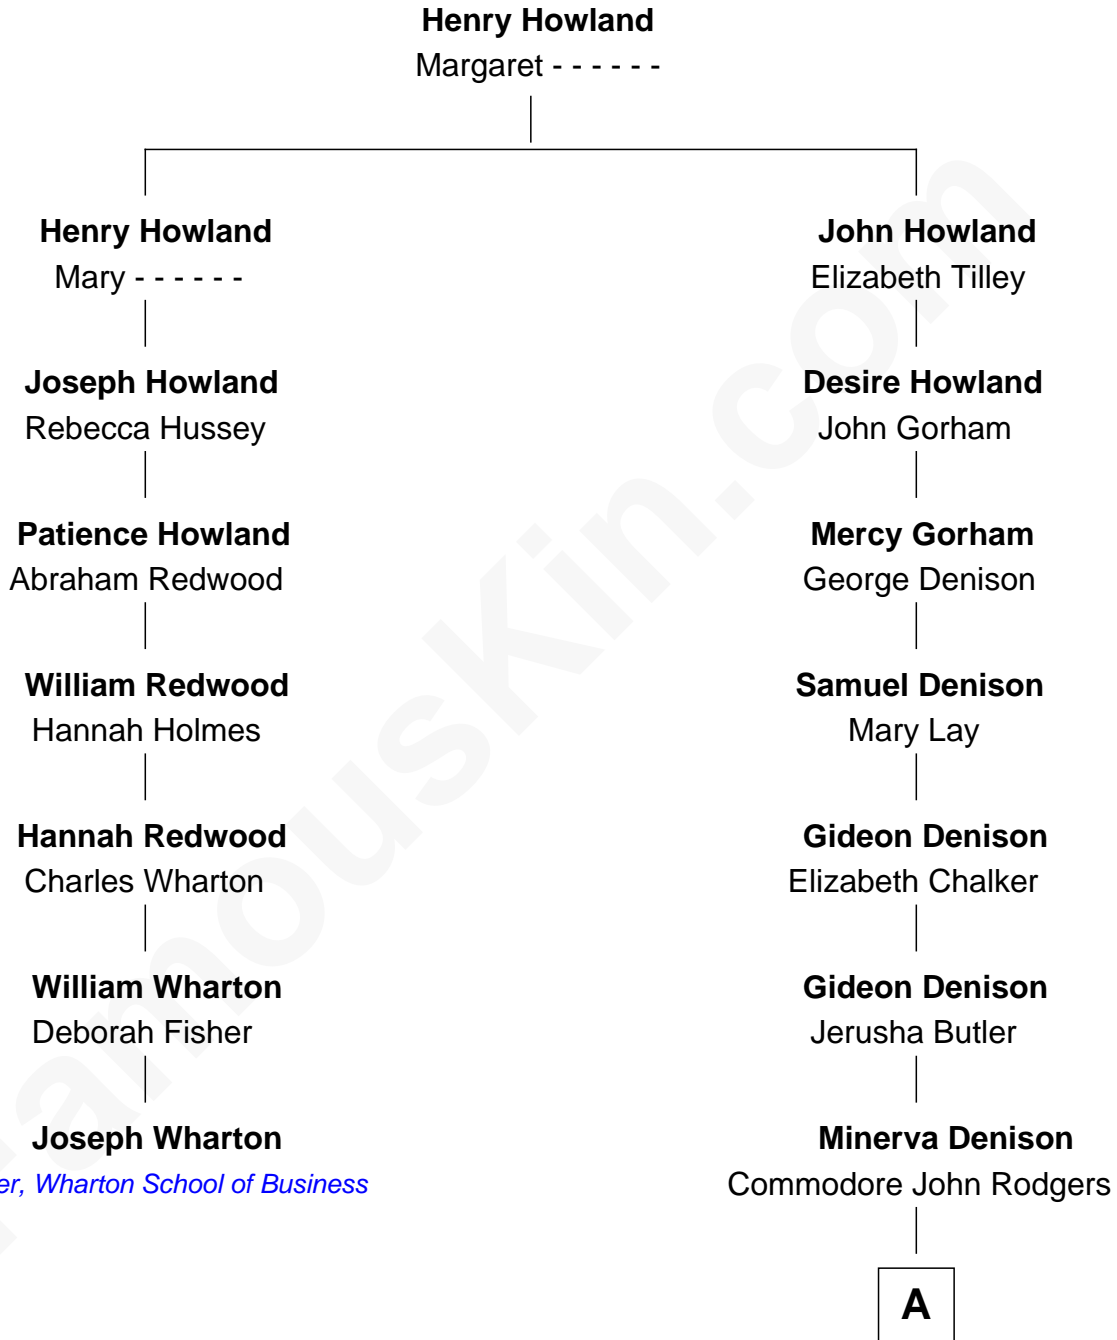 Henry Howland
Margaret - - - - - -
Henry Howland
Mary - - - - - -
John Howland
Elizabeth Tilley
Joseph Howland
Rebecca Hussey
Desire Howland
John Gorham
Patience Howland
Abraham Redwood
Mercy Gorham
George Denison
William Redwood
Hannah Holmes
Samuel Denison
Mary Lay
Hannah Redwood
Charles Wharton
Gideon Denison
Elizabeth Chalker
William Wharton
Deborah Fisher
Gideon Denison
Jerusha Butler
Joseph Wharton
er, Wharton School of Business
Minerva Denison
Commodore John Rodgers
A
FamousKin.com